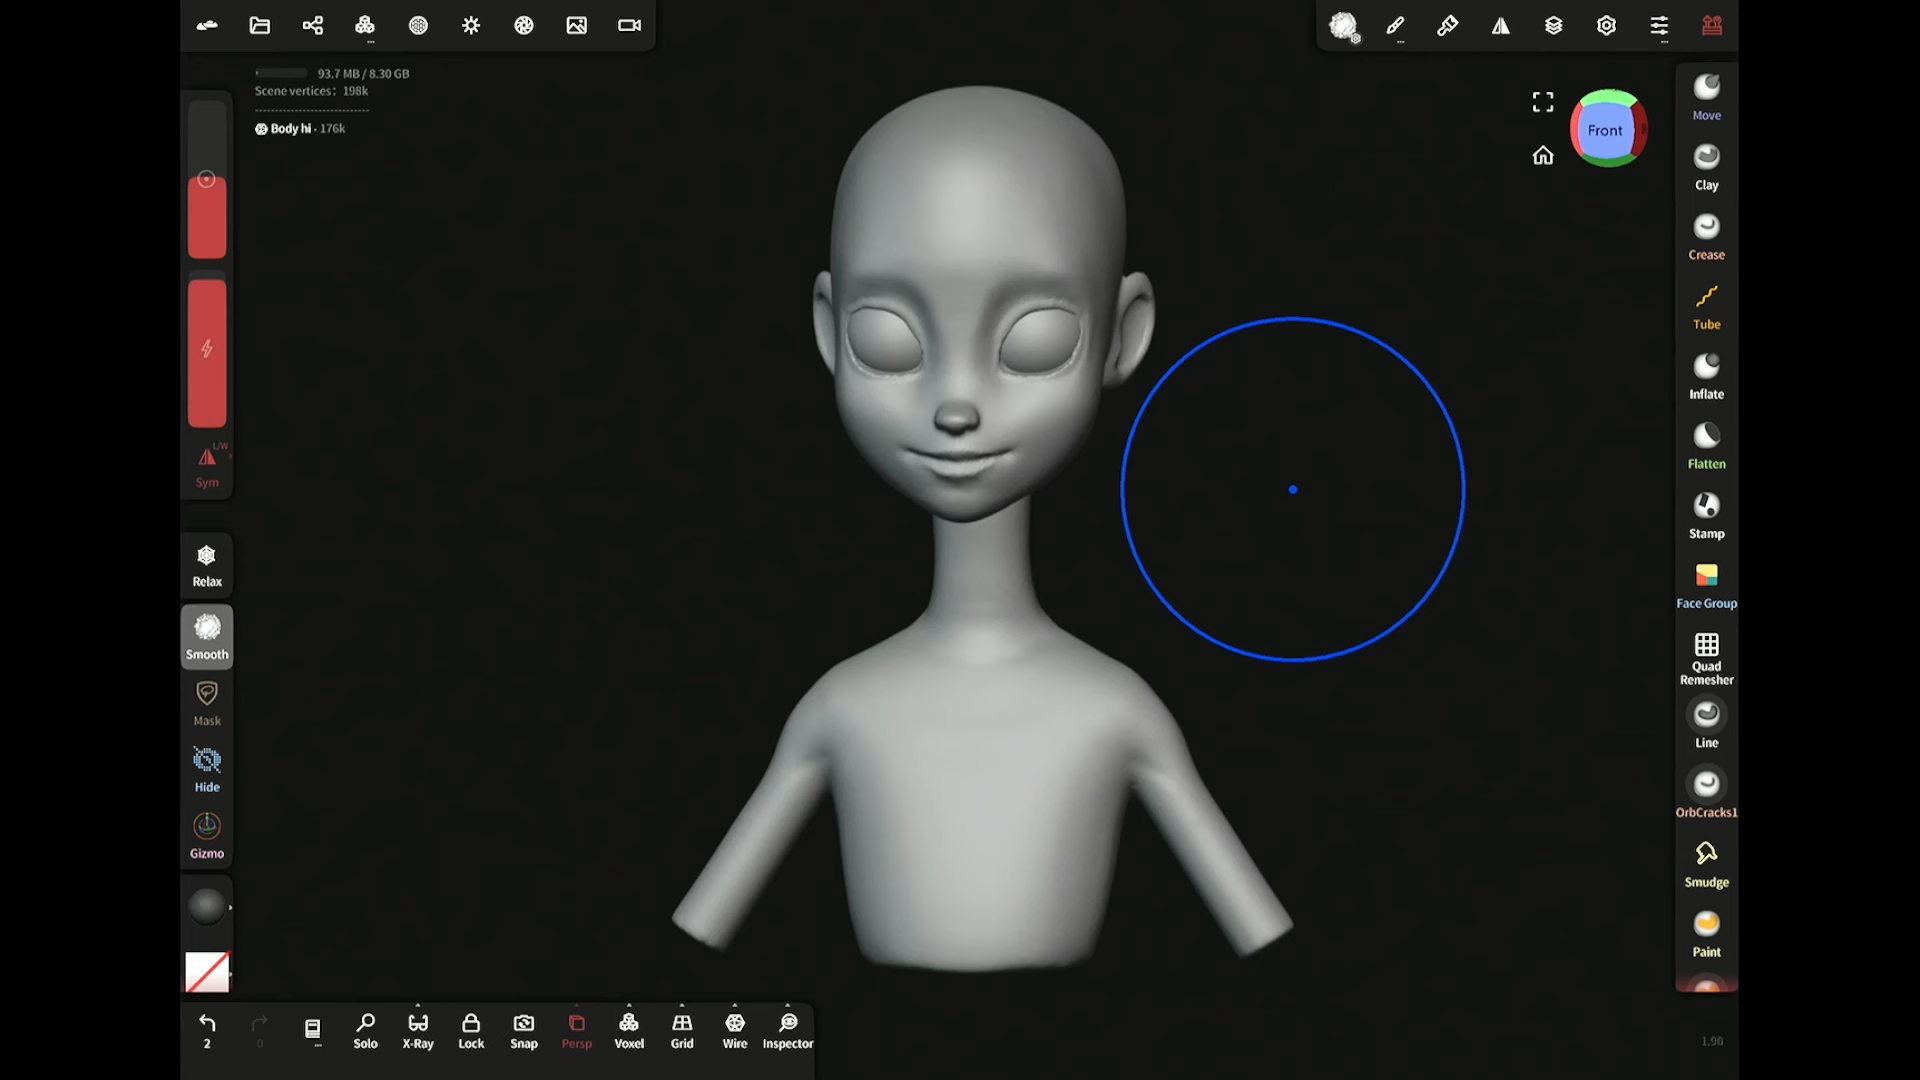 93.7 MB / 8.30 GB
Scene vertices: 198k
Body hi · 176k
Front
Move
Clay
Crease
Tube
Inflate
Flatten
Stamp
Face Group
Quad
Remesher
Line
OrbCracks1
Smudge
Paint
L/W
Sym
Relax
Smooth
Mask
Hide
Gizmo
2
0
Solo
X-Ray
Lock
Snap
Persp
Voxel
Grid
Wire
Inspector
1.90